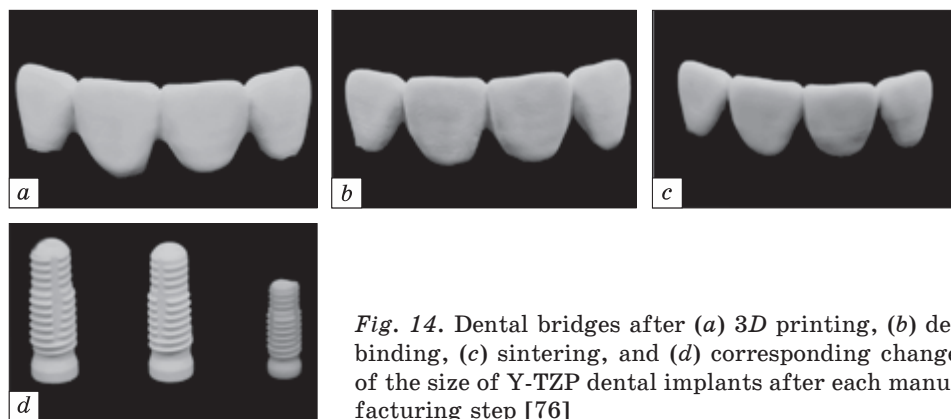 a
b
c
d
Fig. 14. Dental bridges after (a) 3D printing, (b) de
binding, (c) sintering, and (d) corresponding change
of the size of Y-TZP dental implants after each manu
facturing step [76]